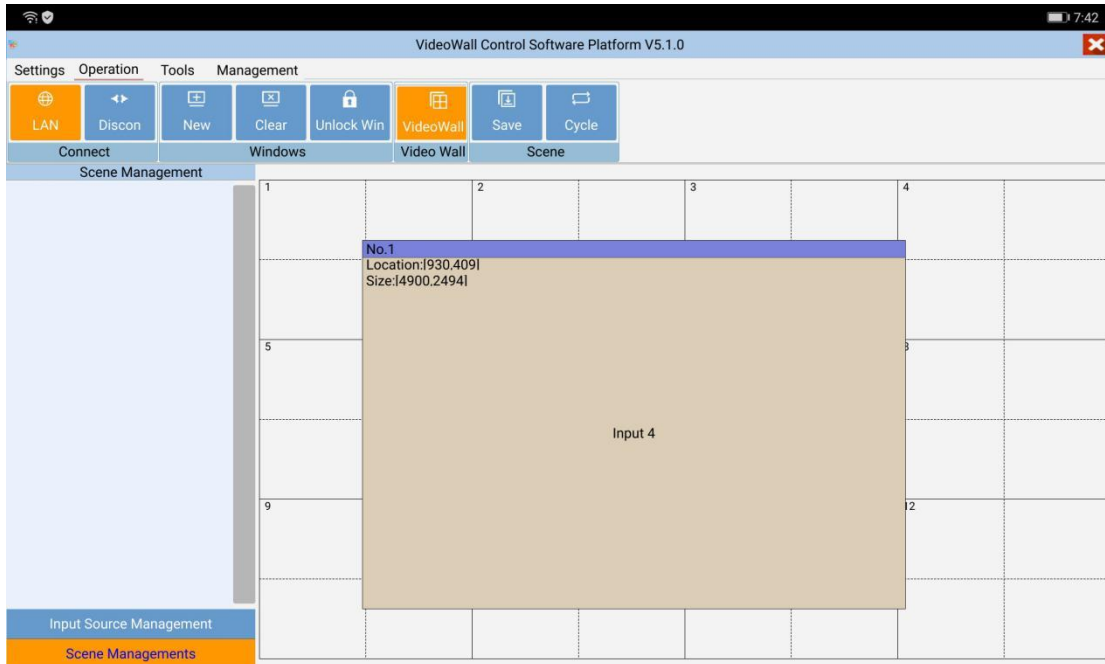 7:42
VideoWall Control Software Platform V5.1.0
Settings Operation Tools Management
LAN Discon New Clear Unlock Win VideoWall Save Cycle
Connect Windows Video Wall Scene
Scene Management
1 2 3 4
No.1
Location:[930,409]
Size:[4900,2494]
5
Input 4
9 12
Input Source Management
Scene Managements